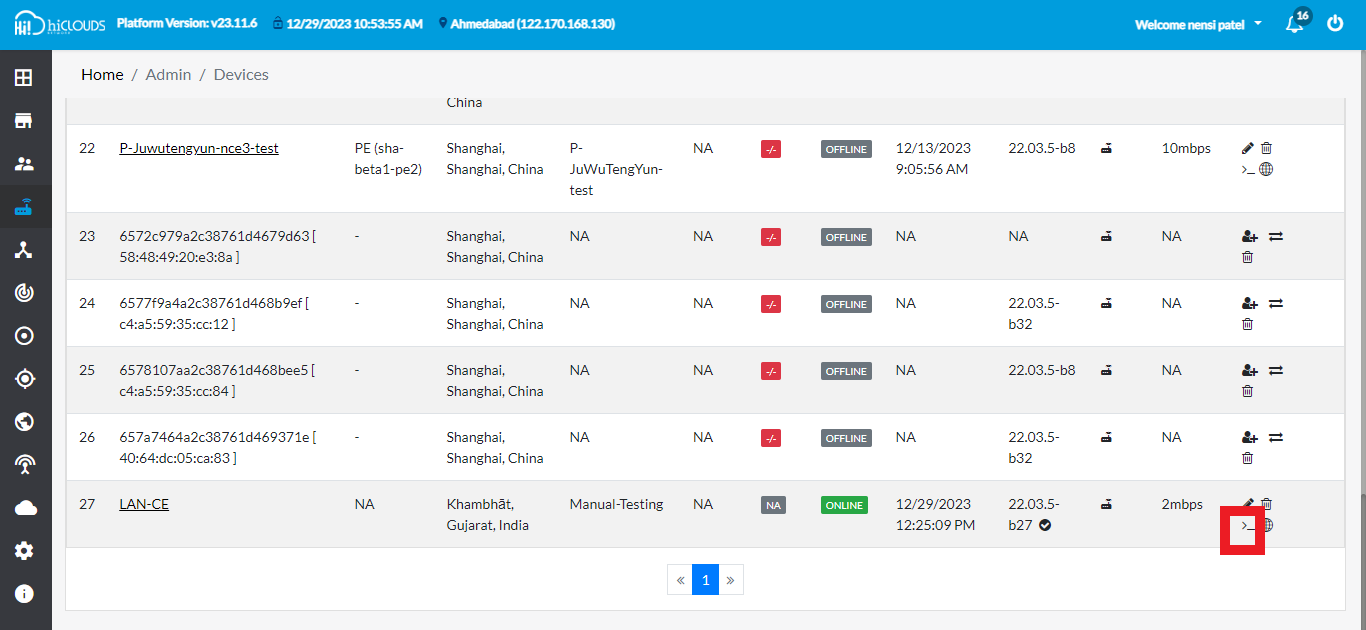 hiCLOUDS Platform Version: v23.11.6 12/29/2023 10:53:55 AM Ahmedabad (122.170.168.130) Welcome nensi patel 16
NETWORK
Home / Admin / Devices
China
22 P-Juwutengyun-nce3-test PE (sha- Shanghai, P- NA -/- OFFLINE 12/13/2023 22.03.5-b8 10mbps
beta1-pe2) Shanghai, China JuWuTengYun- 9:05:56 AM
test
23 6572c979a2c38761d4679d63 [ - Shanghai, NA NA -/- OFFLINE NA NA NA
58:48:49:20:e3:8a ] Shanghai, China
24 6577f9a4a2c38761d468b9ef [ - Shanghai, NA NA -/- OFFLINE NA 22.03.5- NA
c4:a5:59:35:cc:12 ] Shanghai, China b32
25 6578107aa2c38761d468bee5 [ - Shanghai, NA NA -/- OFFLINE NA 22.03.5-b8 NA
c4:a5:59:35:cc:84 ] Shanghai, China
26 657a7464a2c38761d469371e [ - Shanghai, NA NA -/- OFFLINE NA 22.03.5- NA
40:64:dc:05:ca:83 ] Shanghai, China b32
27 LAN-CE NA Khambhāt, Manual-Testing NA NA ONLINE 12/29/2023 22.03.5- 2mbps
Gujarat, India 12:25:09 PM b27
« 1 »